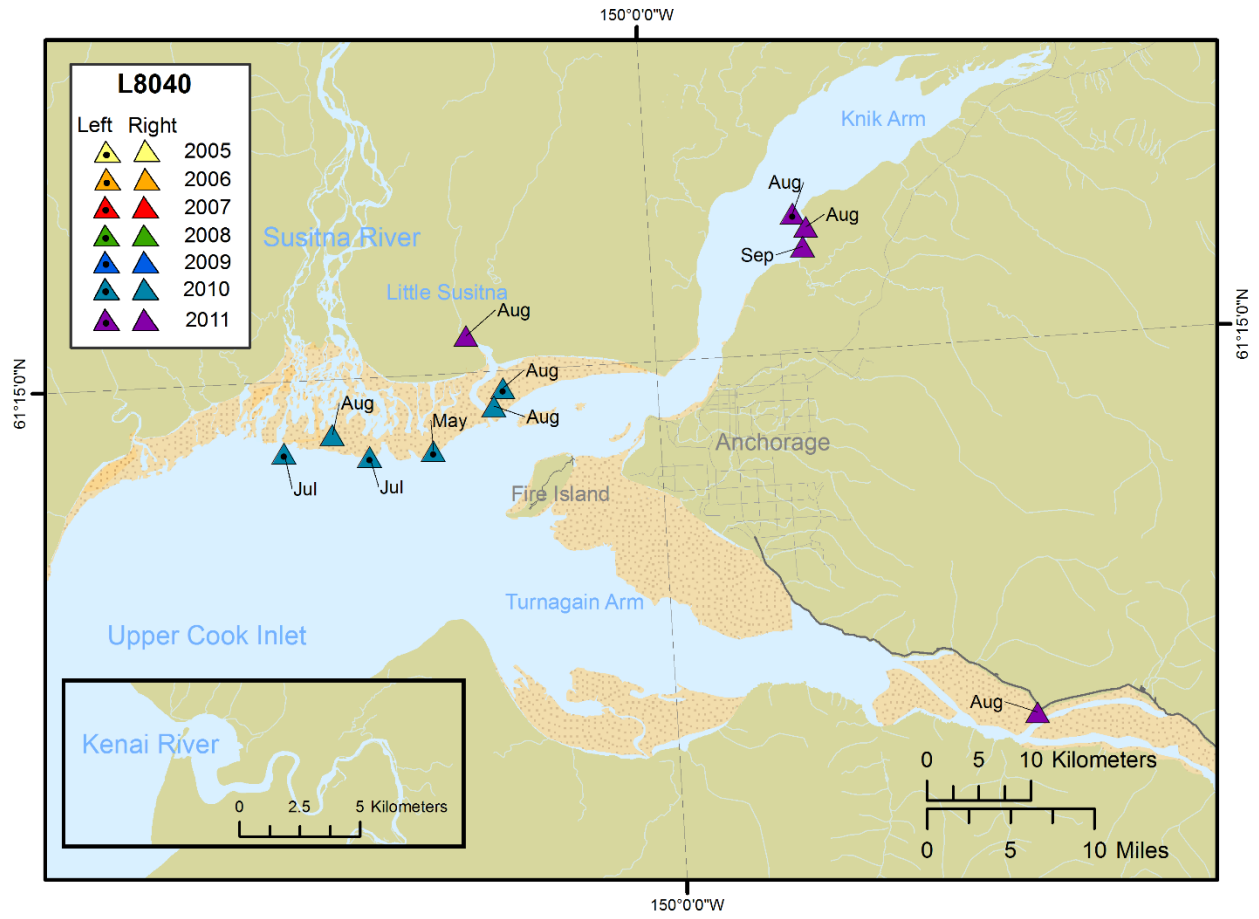 150°0'0"W
L8040
Left Right
2005
2006
2007
2008
2009
2010
2011
Knik Arm
Aug
Aug
Sep
Susitna River
Little Susitna
Aug
61°15'0"N
61°15'0"N
Aug
Aug
Aug
May
Jul
Jul
Anchorage
Fire Island
Turnagain Arm
Upper Cook Inlet
Aug
Kenai River
0 2.5 5 Kilometers
0 5 10 Kilometers
0 5 10 Miles
150°0'0"W